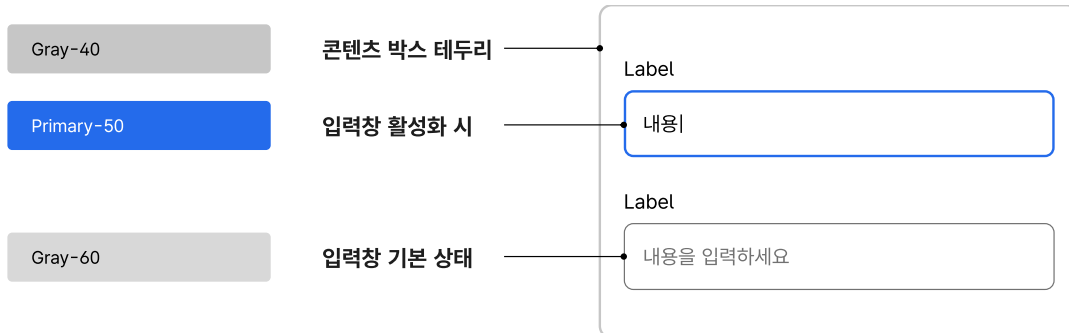 Gray-40
콘텐츠 박스 테두리
Label
Primary-50
입력창 활성화 시
내용
Label
Gray-60
입력창 기본 상태
내용을 입력하세요